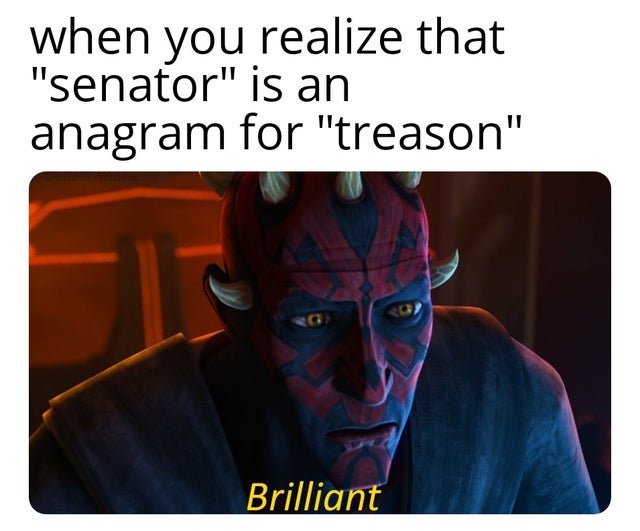 when you realize that
"senator" is an
anagram for "treason"
Brilliant